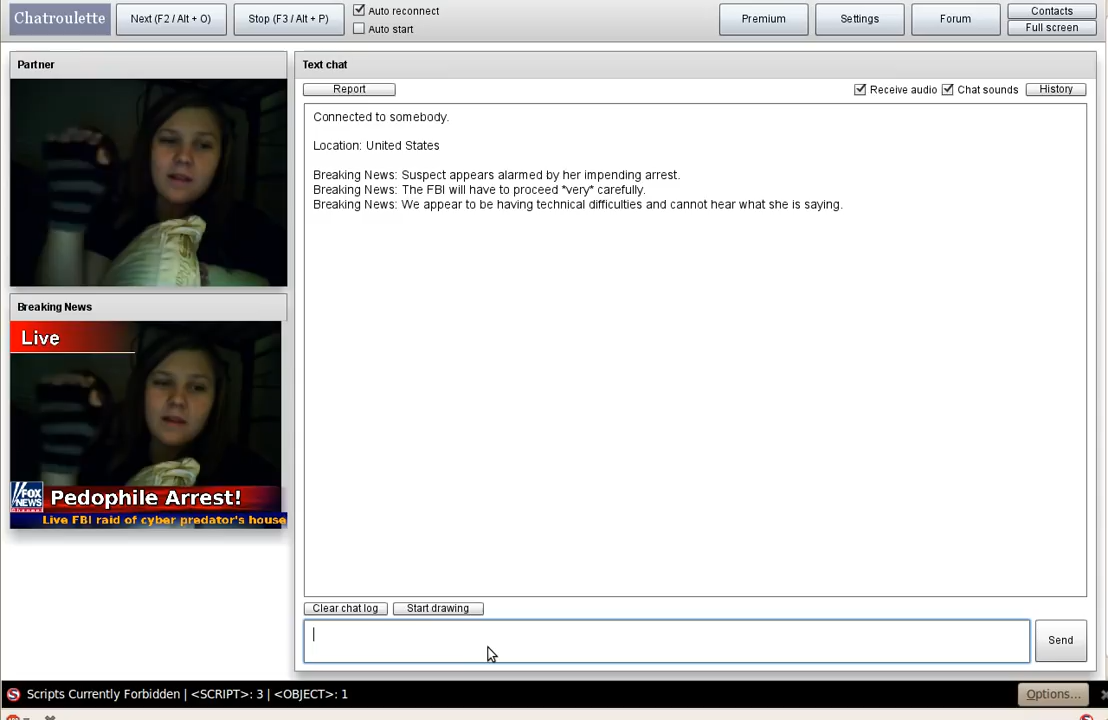 Chatroulette
Next (F2 / Alt + O)
Stop (F3 / Alt + P)
Auto reconnect
Auto start
Premium
Settings
Forum
Contacts
Full screen
Partner
Breaking News
Live
FOX
NEWS
Channel
Pedophile Arrest!
Live FBI raid of cyber predator's house
Text chat
Report
Receive audio
Chat sounds
History
Connected to somebody.
Location: United States
Breaking News: Suspect appears alarmed by her impending arrest.
Breaking News: The FBI will have to proceed *very* carefully.
Breaking News: We appear to be having technical difficulties and cannot hear what she is saying.
Clear chat log
Start drawing
Send
Scripts Currently Forbidden | <SCRIPT>: 3 | <OBJECT>: 1
Options...